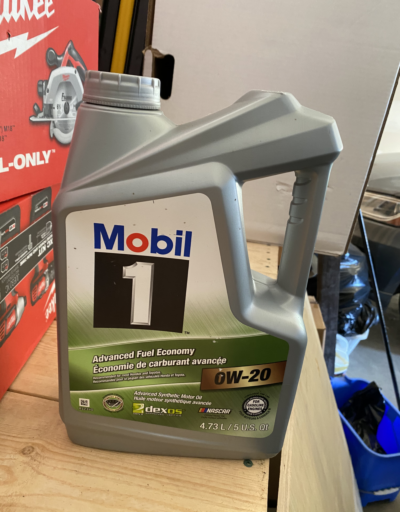 L-ONLY"
Mobil
1
Advanced Fuel Economy
Économie de carburant avancée
0W-20
Advanced Synthetic Motor Oil
Huile moteur synthétique avancée
dexos
NASCAR
4.73 L / 5 U.S. Qt